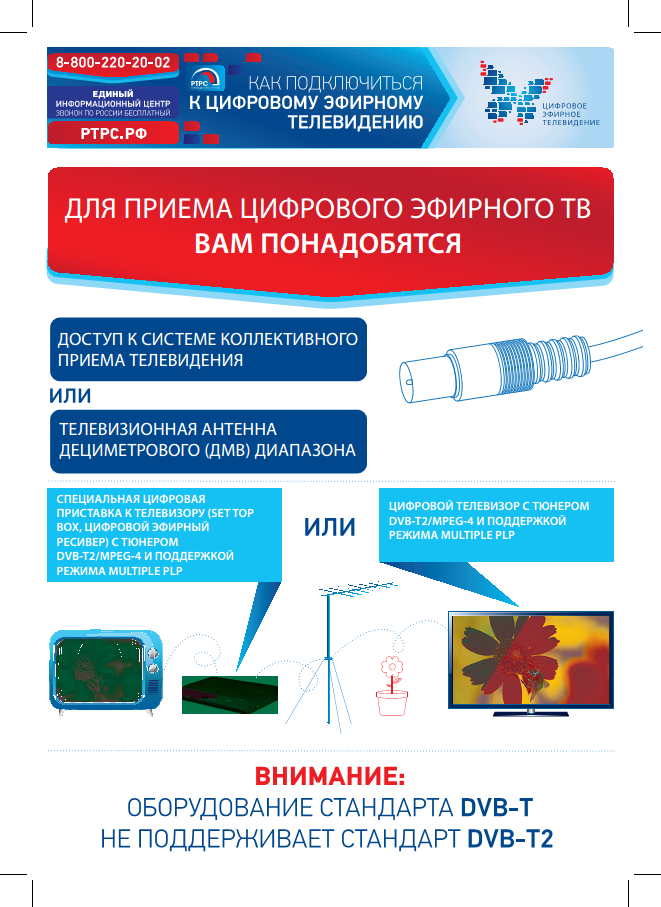 8-800-220-20-02
ЕДИНЫЙ
ИНФОРМАЦИОННЫЙ ЦЕНТР
ЗВОНОК ПО РОССИИ БЕСПЛАТНЫЙ
РТРС.РФ
РТРС
КАК ПОДКЛЮЧИТЬСЯ
К ЦИФРОВОМУ ЭФИРНОМУ
ТЕЛЕВИДЕНИЮ
ЦИФРОВОЕ
ЭФИРНОЕ
ТЕЛЕВИДЕНИЕ
ДЛЯ ПРИЕМА ЦИФРОВОГО ЭФИРНОГО ТВ
ВАМ ПОНАДОБЯТСЯ
ДОСТУП К СИСТЕМЕ КОЛЛЕКТИВНОГО
ПРИЕМА ТЕЛЕВИДЕНИЯ
ИЛИ
ТЕЛЕВИЗИОННАЯ АНТЕННА
ДЕЦИМЕТРОВОГО (ДМВ) ДИАПАЗОНА
СПЕЦИАЛЬНАЯ ЦИФРОВАЯ
ПРИСТАВКА К ТЕЛЕВИЗОРУ (SET TOP
BOX, ЦИФРОВОЙ ЭФИРНЫЙ
РЕСИВЕР) С ТЮНЕРОМ
DVB-T2/MPEG-4 И ПОДДЕРЖКОЙ
РЕЖИМА MULTIPLE PLP
ИЛИ
ЦИФРОВОЙ ТЕЛЕВИЗОР С ТЮНЕРОМ
DVB-T2/MPEG-4 И ПОДДЕРЖКОЙ
РЕЖИМА MULTIPLE PLP
ВНИМАНИЕ:
ОБОРУДОВАНИЕ СТАНДАРТА DVB-T
НЕ ПОДДЕРЖИВАЕТ СТАНДАРТ DVB-T2